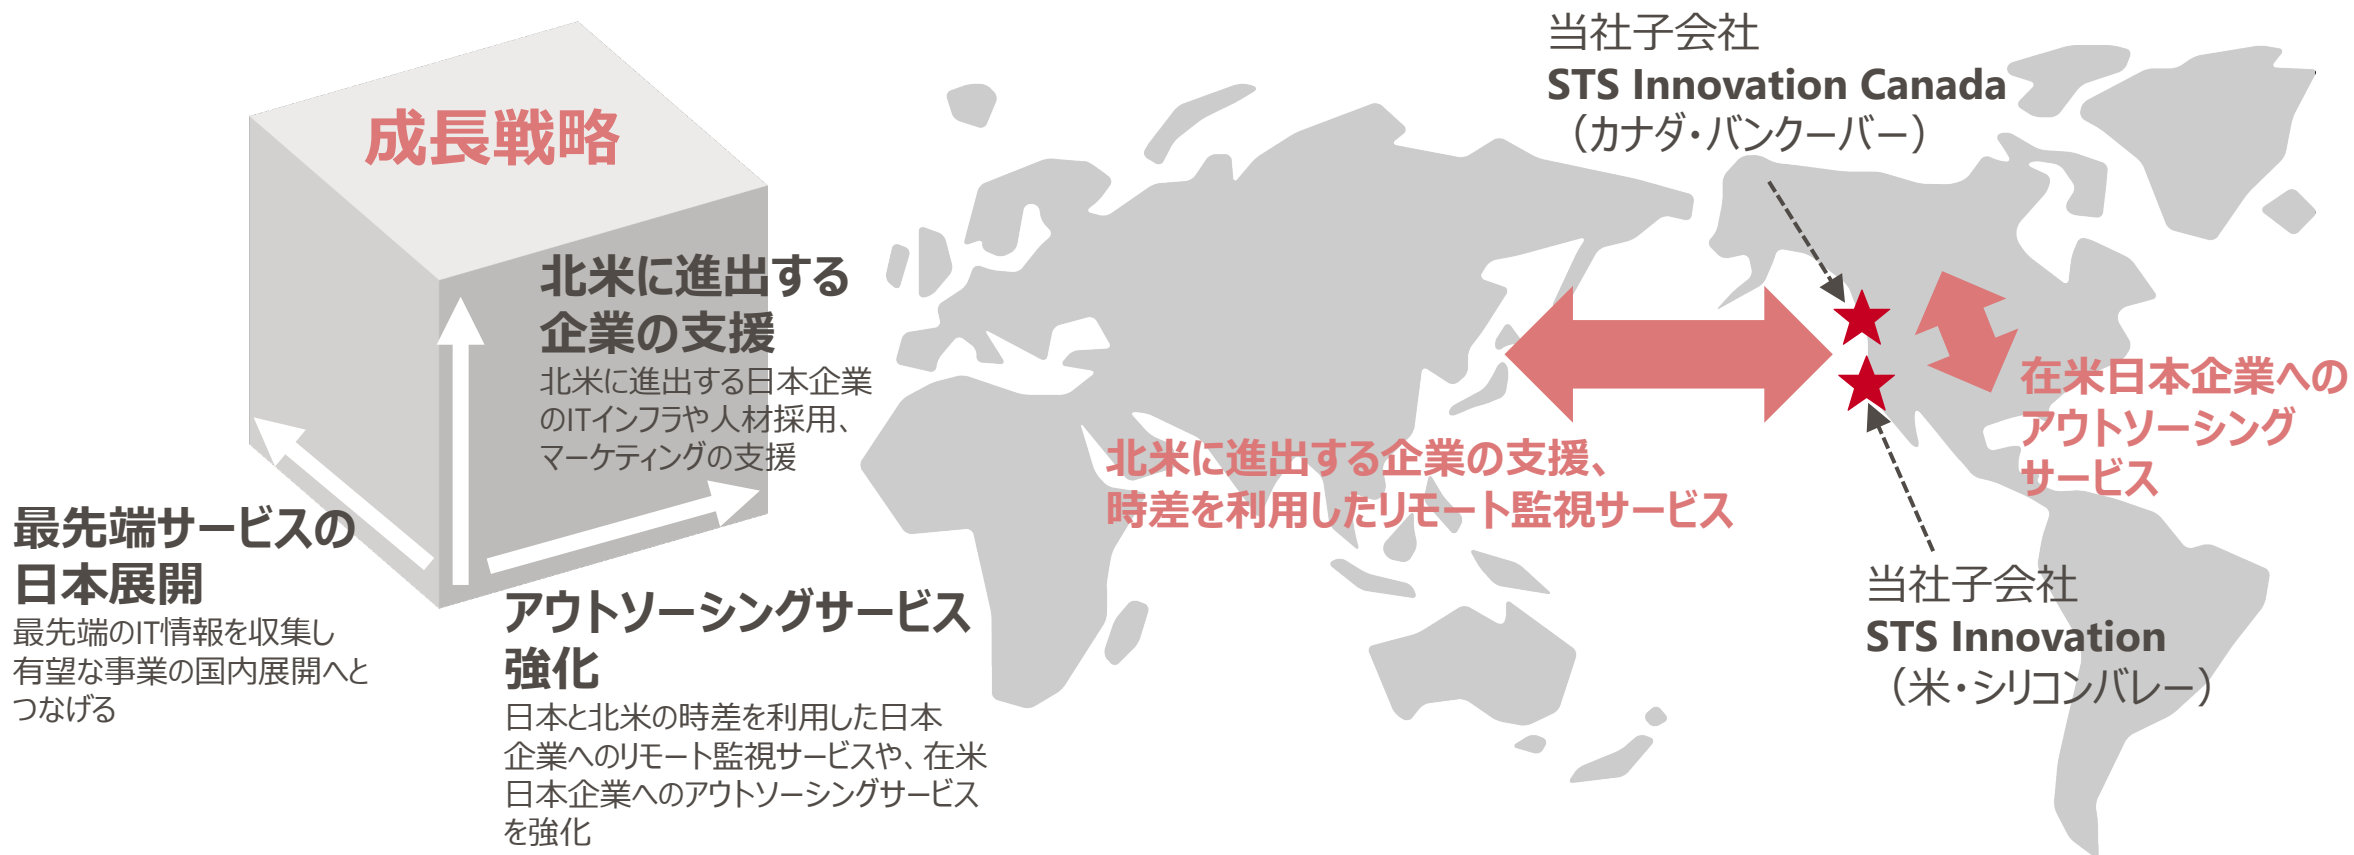 成長戦略
北米に進出する
企業の支援
北米に進出する日本企業
のITインフラや人材採用、
マーケティングの支援
最先端サービスの
日本展開
最先端のIT情報を収集し
有望な事業の国内展開へと
つなげる
アウトソーシングサービス
強化
日本と北米の時差を利用した日本
企業へのリモート監視サービスや、在米
日本企業へのアウトソーシングサービス
を強化
当社子会社
STS Innovation Canada
（カナダ・バンクーバー）
北米に進出する企業の支援、
時差を利用したリモート監視サービス
在米日本企業への
アウトソーシング
サービス
当社子会社
STS Innovation
（米・シリコンバレー）